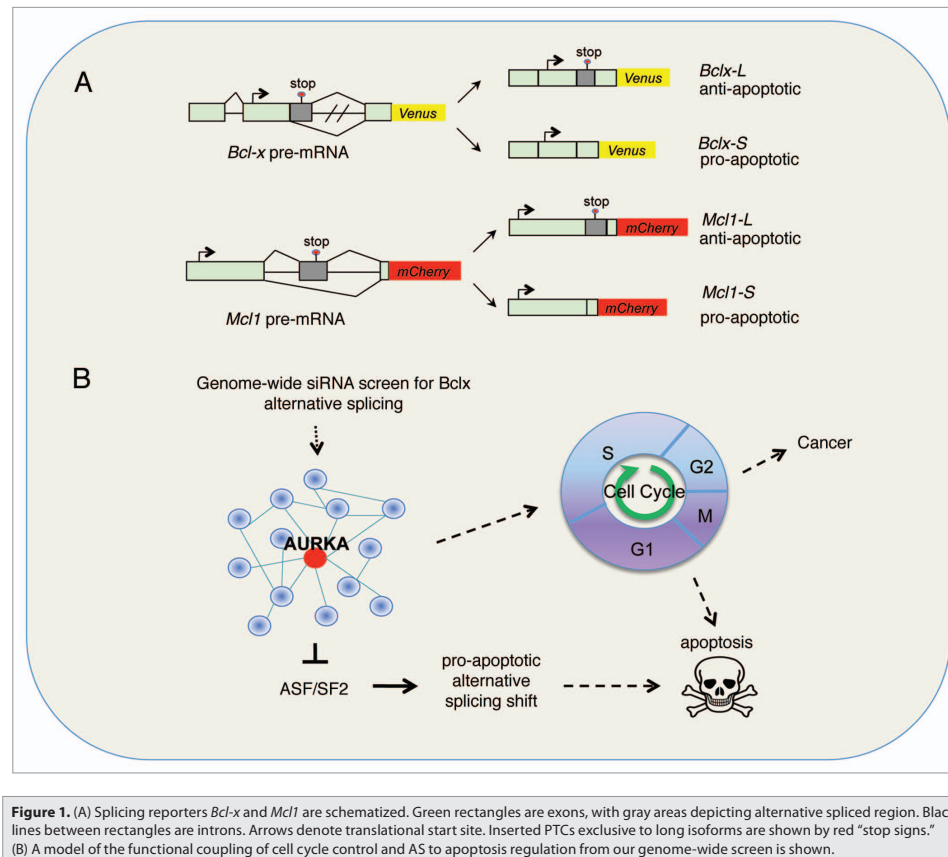 A
stop
Venus
Bcl-x pre-mRNA
stop
Venus
Bclx-L
anti-apoptotic
Venus
Bclx-S
pro-apoptotic
stop
mCherry
Mcl1 pre-mRNA
stop
mCherry
Mcl1-L
anti-apoptotic
mCherry
Mcl1-S
pro-apoptotic
B
Genome-wide siRNA screen for Bclx
alternative splicing
AURKA
S
G2
Cell Cycle
M
G1
Cancer
ASF/SF2
pro-apoptotic
alternative
splicing shift
apoptosis
Figure 1. (A) Splicing reporters Bcl-x and Mcl1 are schematized. Green rectangles are exons, with gray areas depicting alternative spliced region. Blac
lines between rectangles are introns. Arrows denote translational start site. Inserted PTCs exclusive to long isoforms are shown by red “stop signs.”
(B) A model of the functional coupling of cell cycle control and AS to apoptosis regulation from our genome-wide screen is shown.